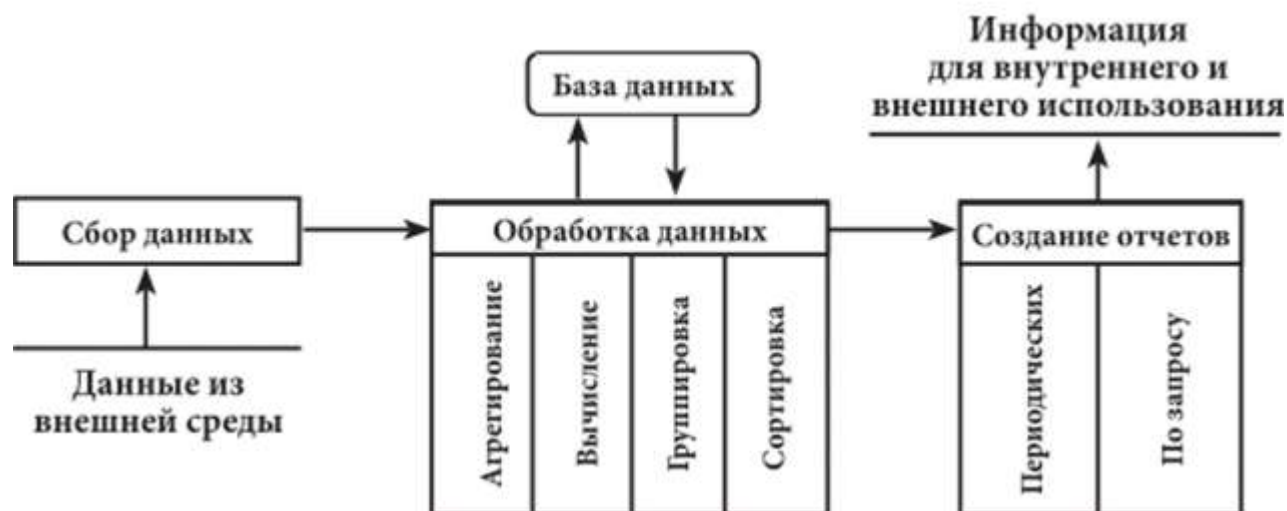 Информация
для внутреннего и
внешнего использования
База данных
Сбор данных
Обработка данных
Создание отчетов
Данные из
внешней среды
Агрегирование
Вычисление
Группировка
Сортировка
Периодических
По запросу